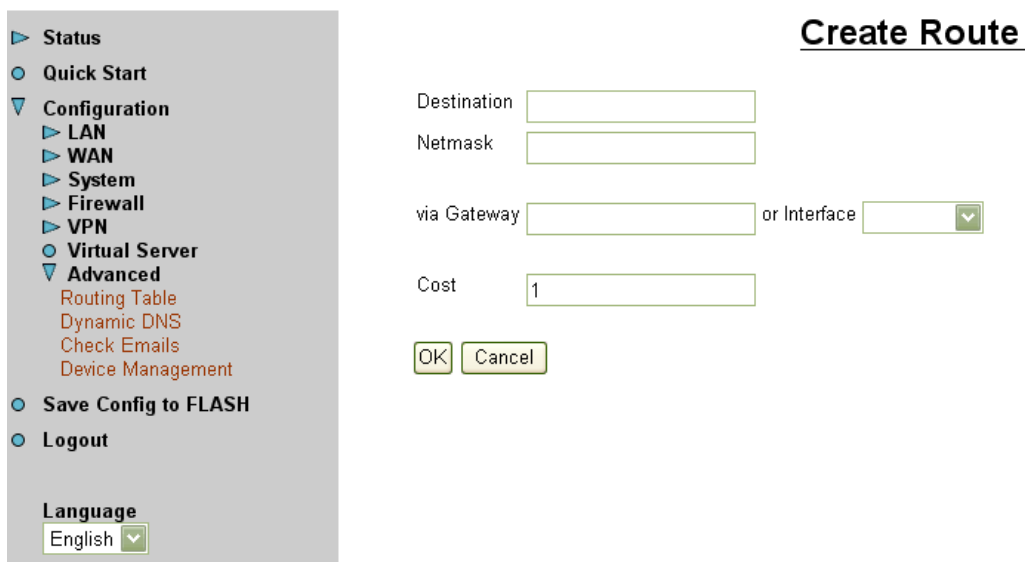 Status
Quick Start
Configuration
LAN
WAN
System
Firewall
VPN
Virtual Server
Advanced
Routing Table
Dynamic DNS
Check Emails
Device Management
Save Config to FLASH
Logout
Language
English
Create Route
Destination
Netmask
via Gateway or Interface
Cost 1
OK Cancel